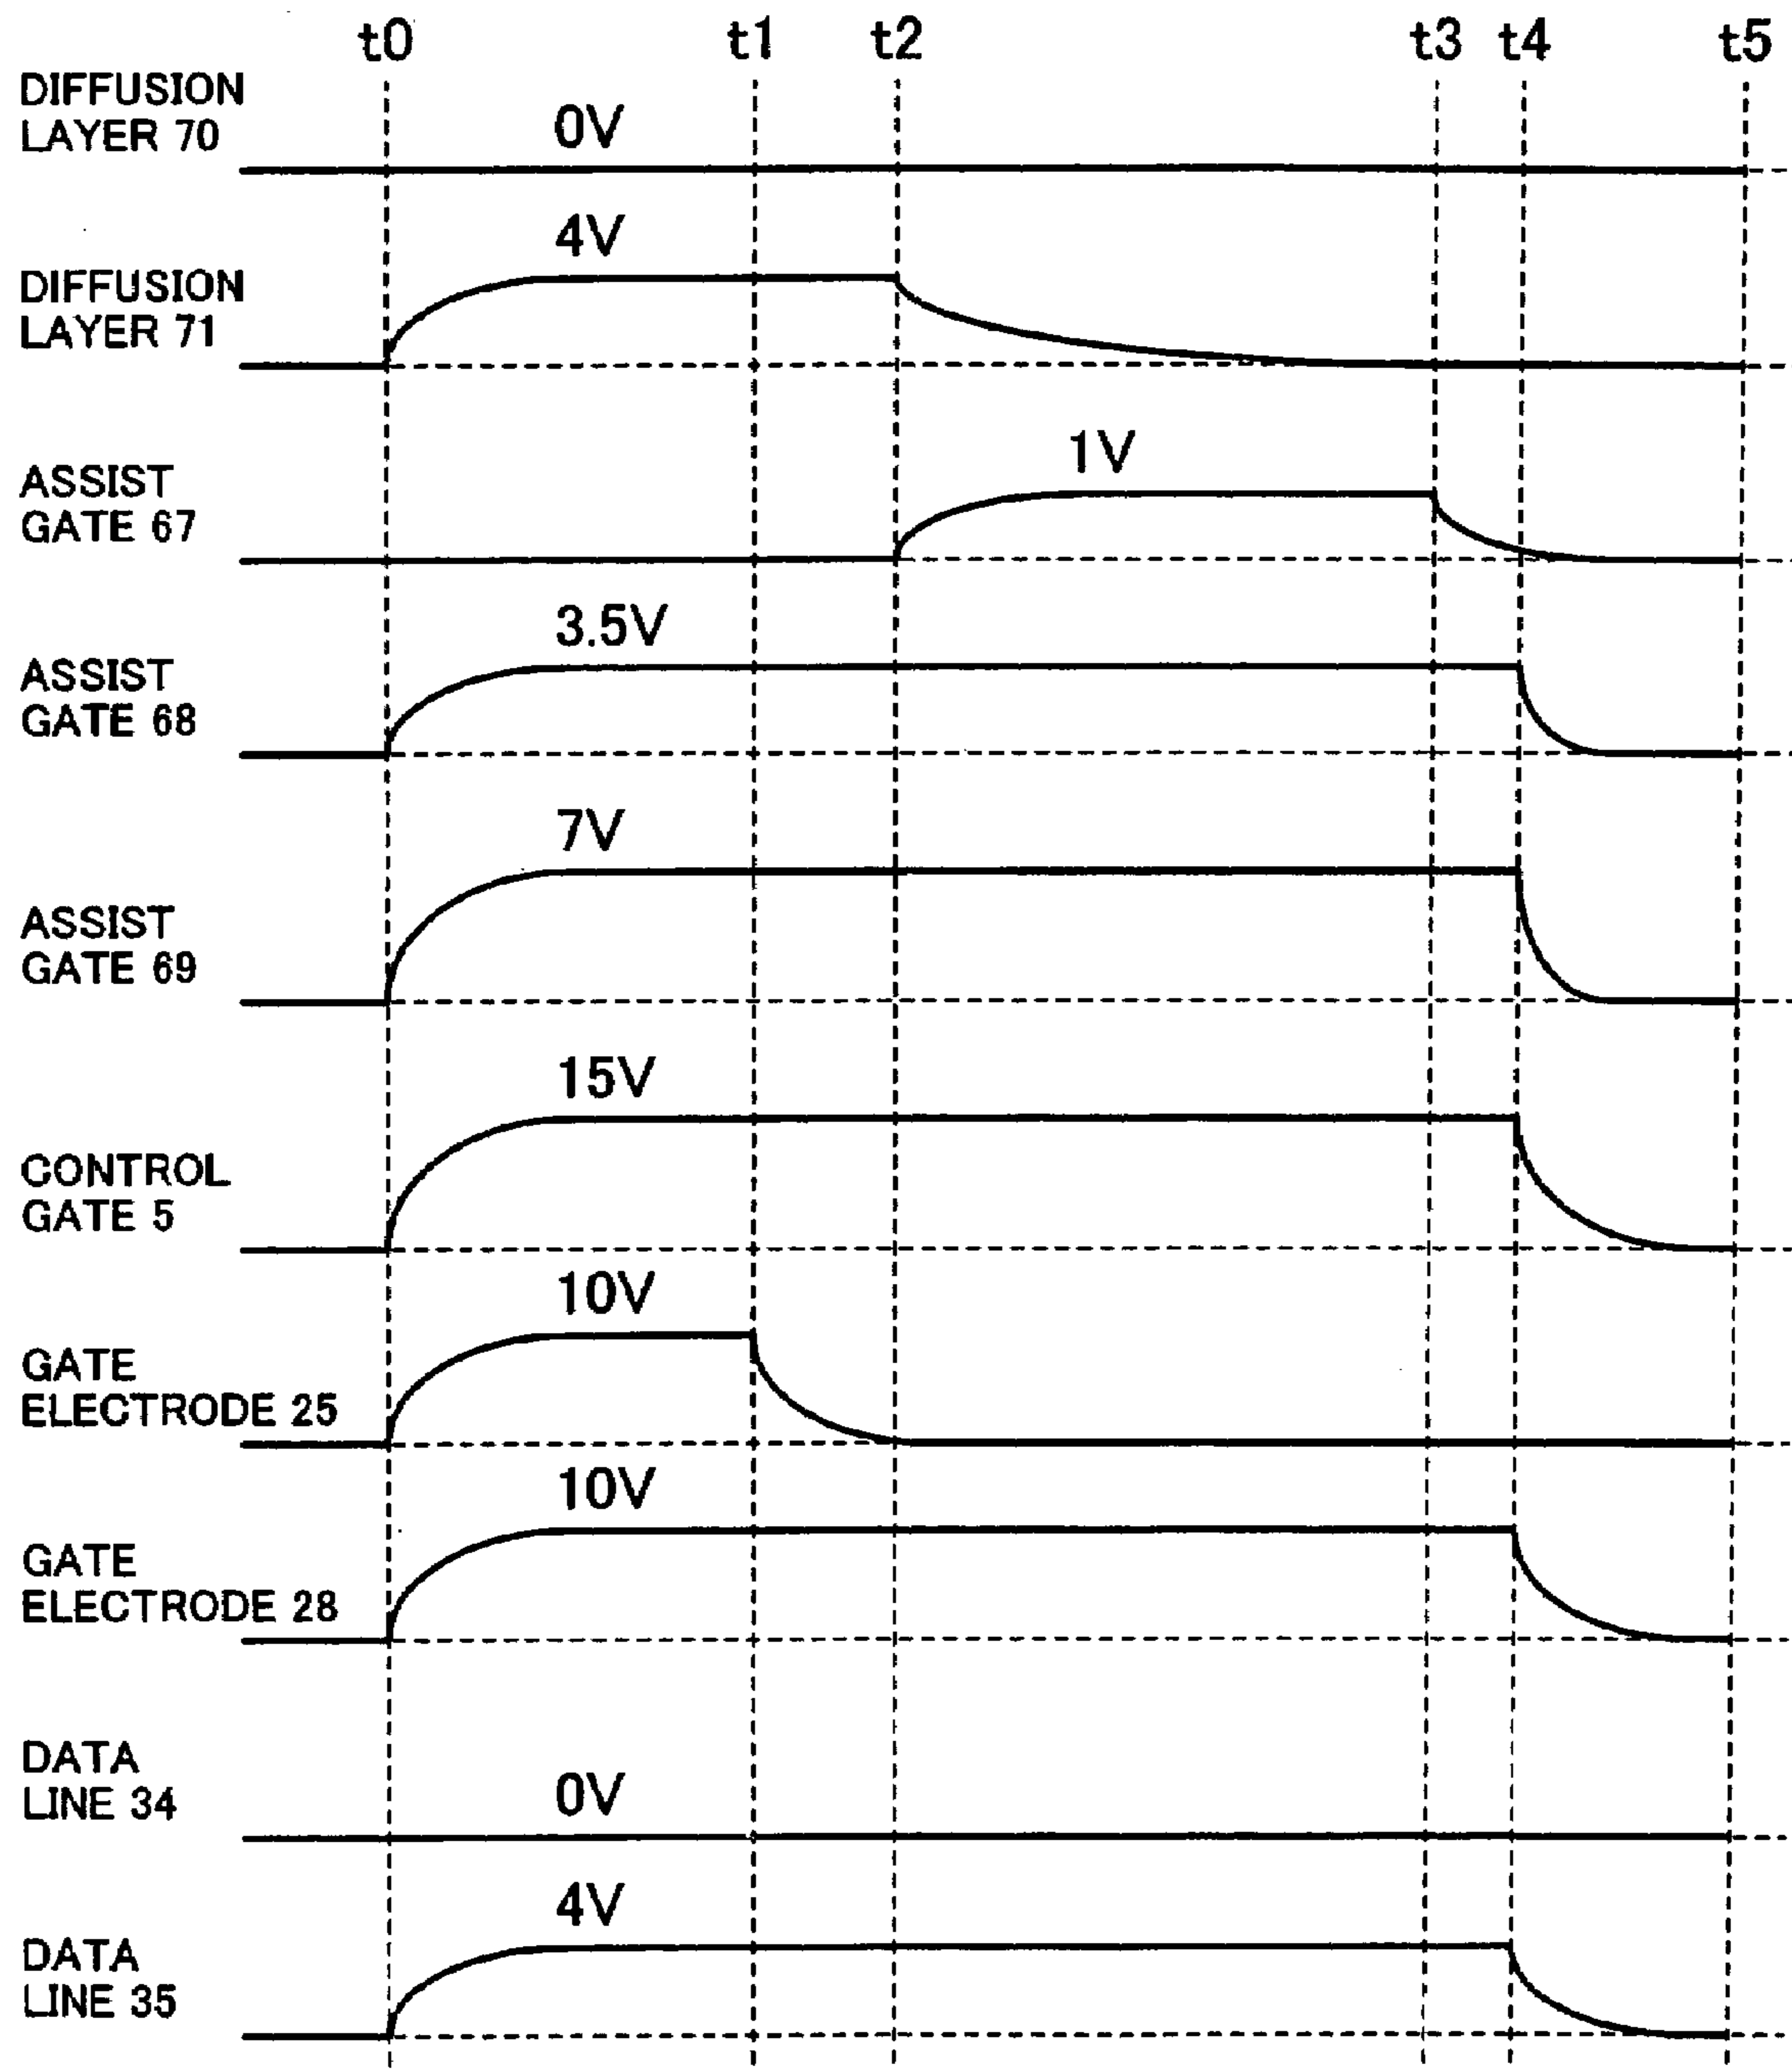 t0 t1 t2 t3 t4 t5
DIFFUSION
LAYER 70
0V
DIFFUSION
LAYER 71
4V
ASSIST
GATE 67
1V
ASSIST
GATE 68
3.5V
ASSIST
GATE 69
7V
CONTROL
GATE 5
15V
GATE
ELECTRODE 25
10V
GATE
ELECTRODE 28
10V
DATA
LINE 34
0V
DATA
LINE 35
4V